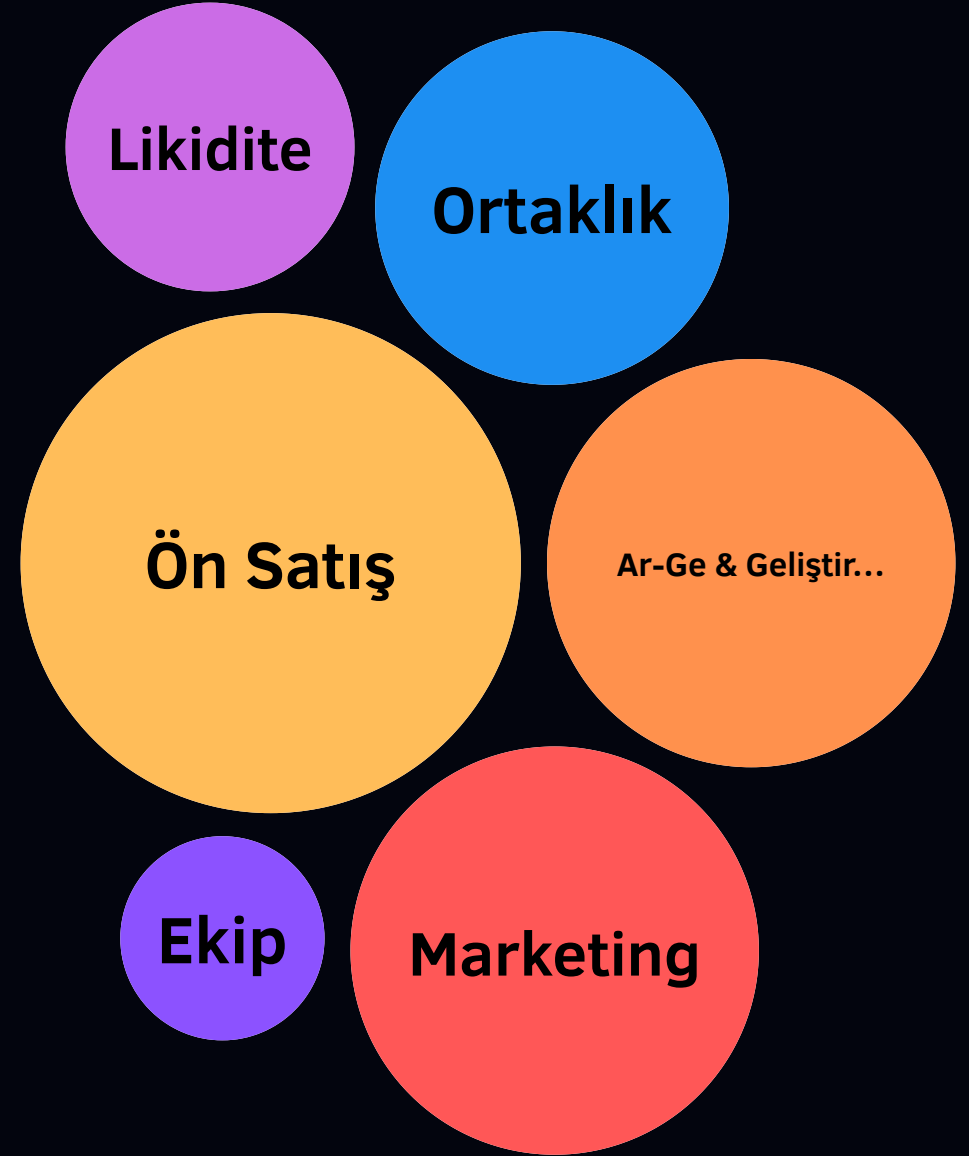 Likidite
Ortaklık
Ön Satış
Ar-Ge & Geliştir...
Ekip
Marketing